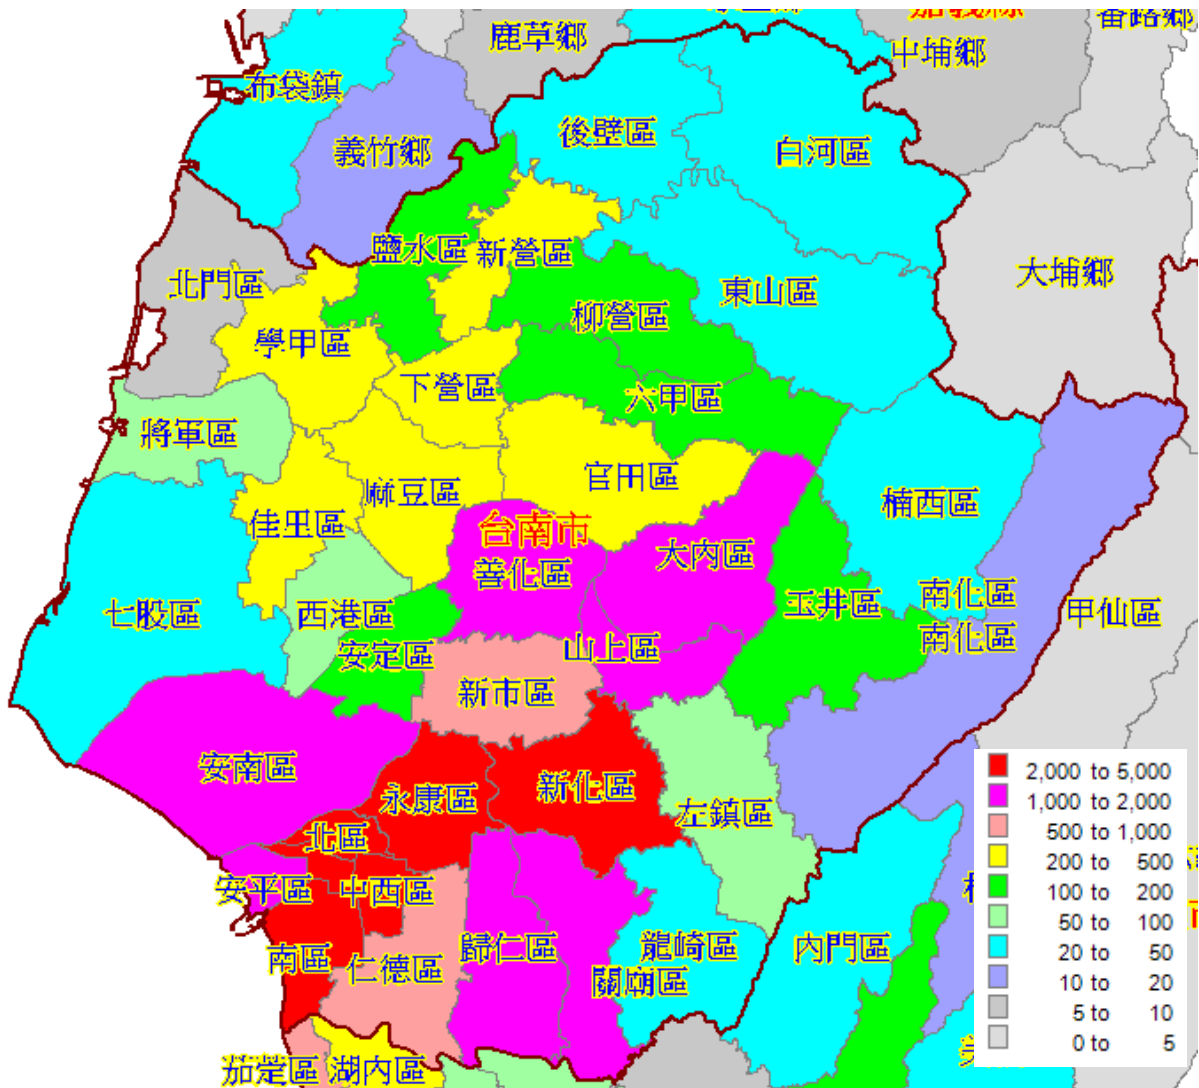 番路鄉
鹿草鄉
中埔鄉
布袋鎮
後壁區
義竹鄉
白河區
鹽水區
新營區
大埔鄉
北門區
東山區
柳營區
學甲區
下營區
六甲區
將軍區
官田區
麻豆區
楠西區
佳里區
台南市
大內區
善化區
南化區
玉井區
七股區
西港區
甲仙區
南化區
山上區
安定區
新市區
安南區
新化區
永康區
左鎮區
北區
安平區
中西區
龍崎區
內門區
歸仁區
南區
仁德區
關廟區
茄萣區
湖內區
2,000 to 5,000
1,000 to 2,000
500 to 1,000
200 to 500
100 to 200
50 to 100
20 to 50
10 to 20
5 to 10
0 to 5